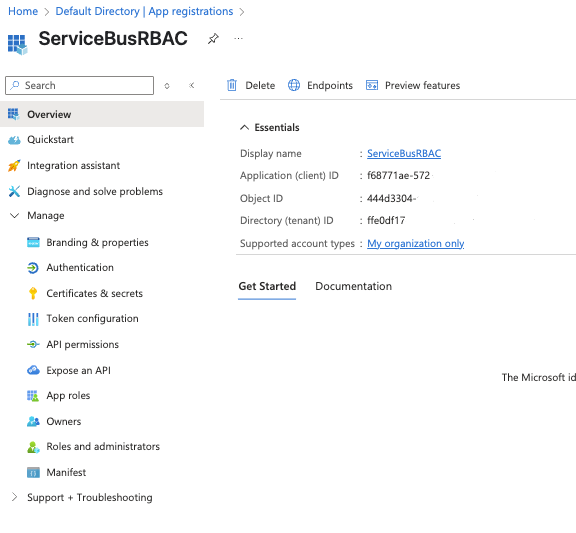 Home > Default Directory | App registrations >
ServiceBusRBAC
Search
Delete Endpoints Preview features
Overview
Quickstart
Integration assistant
Diagnose and solve problems
Manage
Branding & properties
Authentication
Certificates & secrets
Token configuration
API permissions
Expose an API
App roles
Owners
Roles and administrators
Manifest
Support + Troubleshooting
Essentials
Display name : ServiceBusRBAC
Application (client) ID : f68771ae-572
Object ID : 444d3304-
Directory (tenant) ID : ffe0df17
Supported account types : My organization only
Get Started Documentation
The Microsoft id